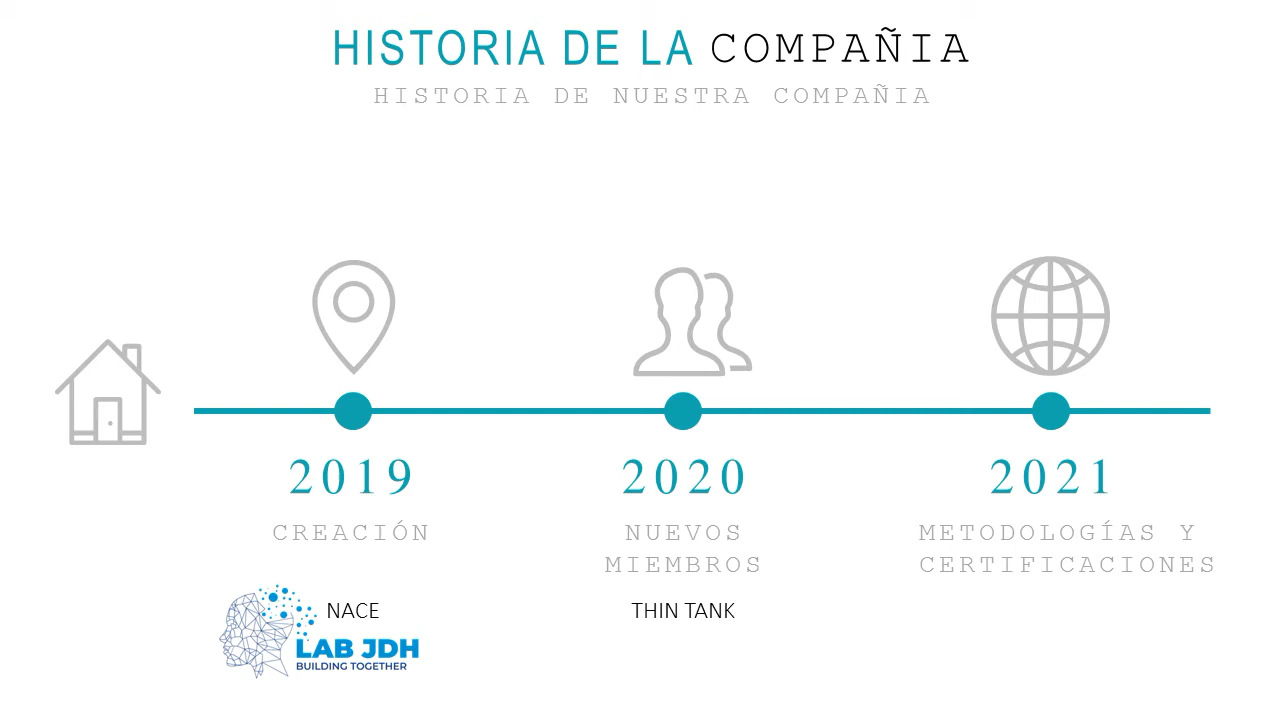 HISTORIA DE LA COMPAÑIA
HISTORIA DE NUESTRA COMPAÑIA
2019
CREACIÓN
NACE
LAB JDH
BUILDING TOGETHER
2020
NUEVOS
MIEMBROS
THIN TANK
2021
METODOLOGÍAS Y
CERTIFICACIONES